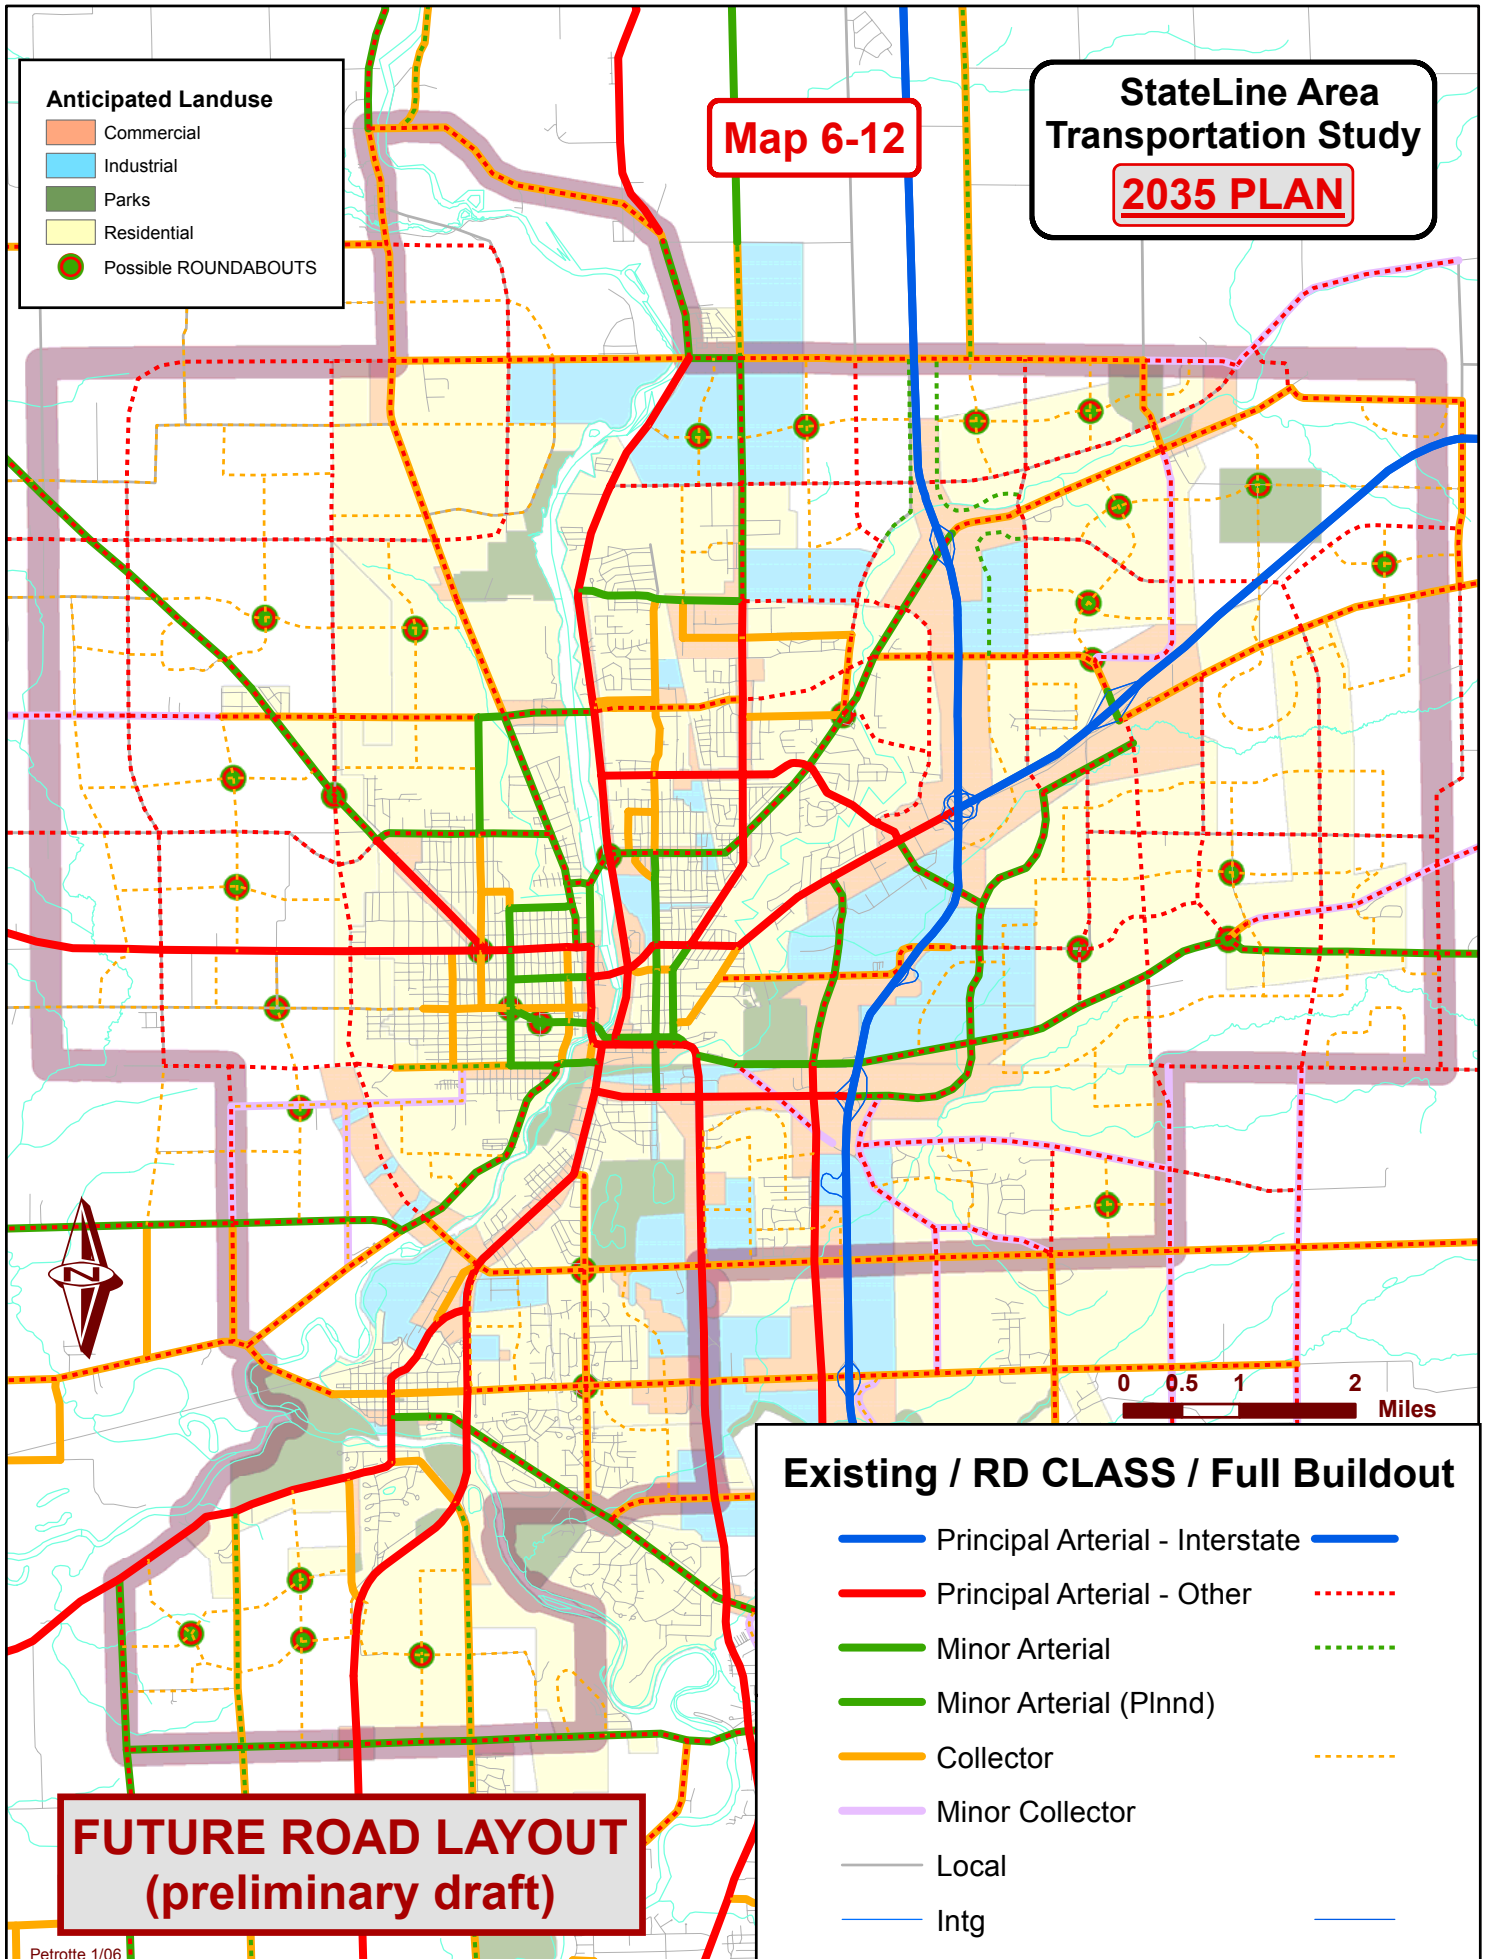 Anticipated Landuse
Commercial
Industrial
Parks
Residential
Possible ROUNDABOUTS
Map 6-12
StateLine Area
Transportation Study
2035 PLAN
N
0 0.5 1 2
Miles
Existing / RD CLASS / Full Buildout
Principal Arterial - Interstate
Principal Arterial - Other
Minor Arterial
Minor Arterial (Plnnd)
Collector
Minor Collector
Local
Intg
FUTURE ROAD LAYOUT
(preliminary draft)
Petrotte 1/06